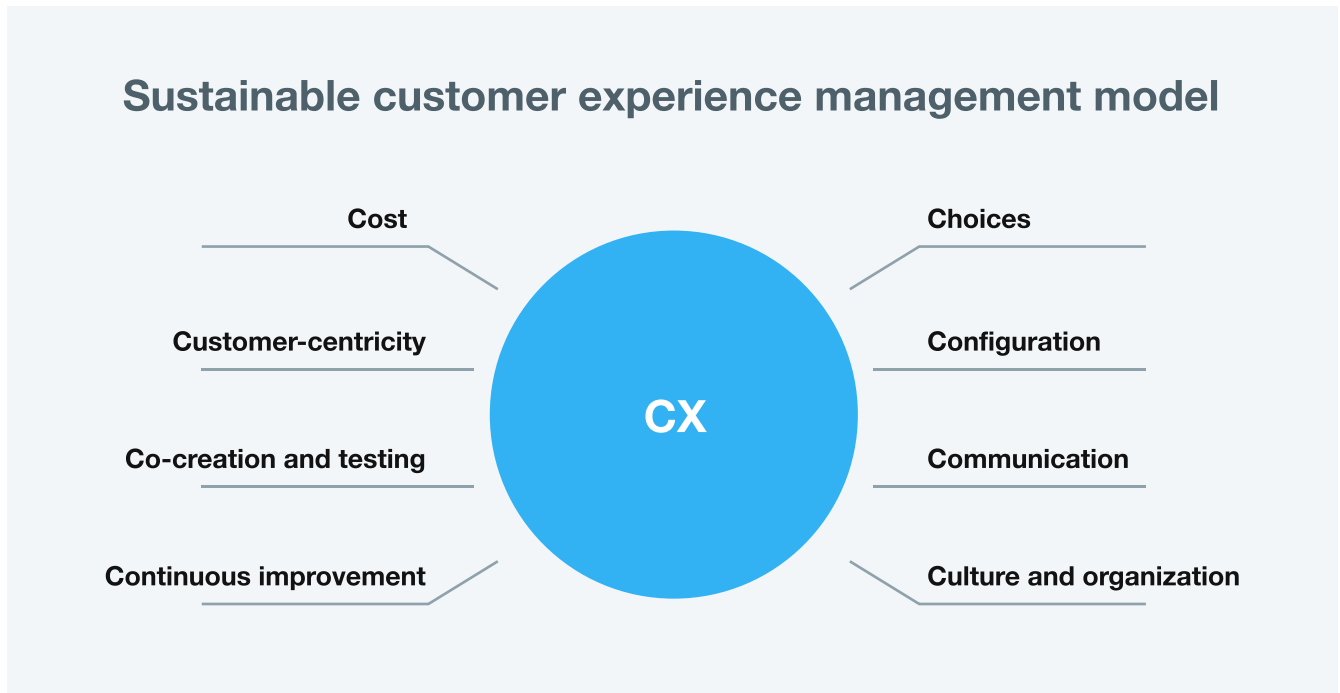 Sustainable customer experience management model
Cost
Customer-centricity
Co-creation and testing
Continuous improvement
CX
Choices
Configuration
Communication
Culture and organization